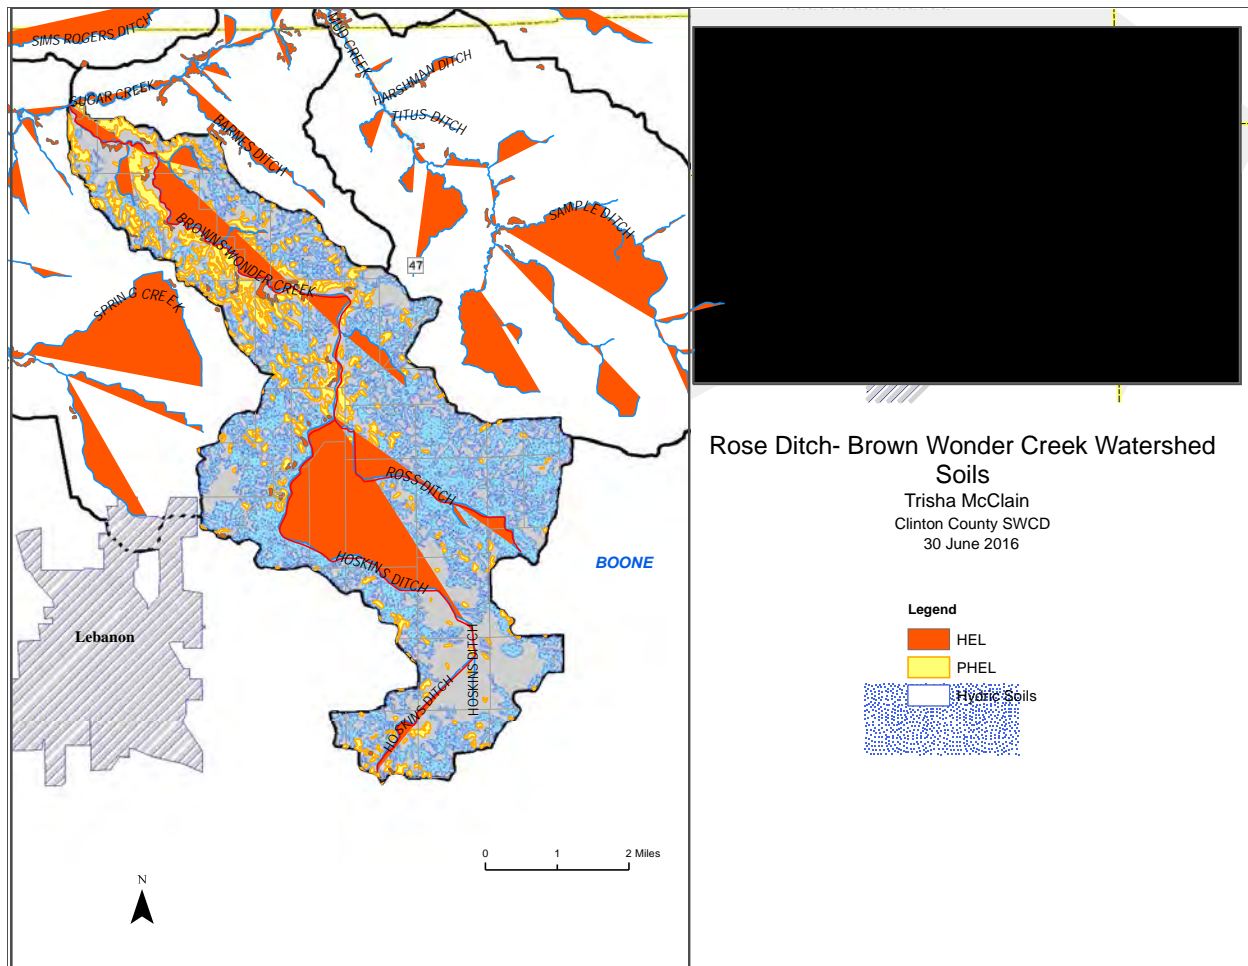 SIMS ROGERS DITCH
MUD CREEK
HARSHMAN DITCH
SUGAR CREEK
TITUS DITCH
BARNES DITCH
SAMPLE DITCH
BROWNS WONDER CREEK
47
SPRING CREEK
ROSS DITCH
HOSKINS DITCH
BOONE
Lebanon
HOSKINS DITCH
HOSKINS DITCH
0 1 2 Miles
N
Rose Ditch- Brown Wonder Creek Watershed
Soils
Trisha McClain
Clinton County SWCD
30 June 2016
Legend
HEL
PHEL
Hydric Soils